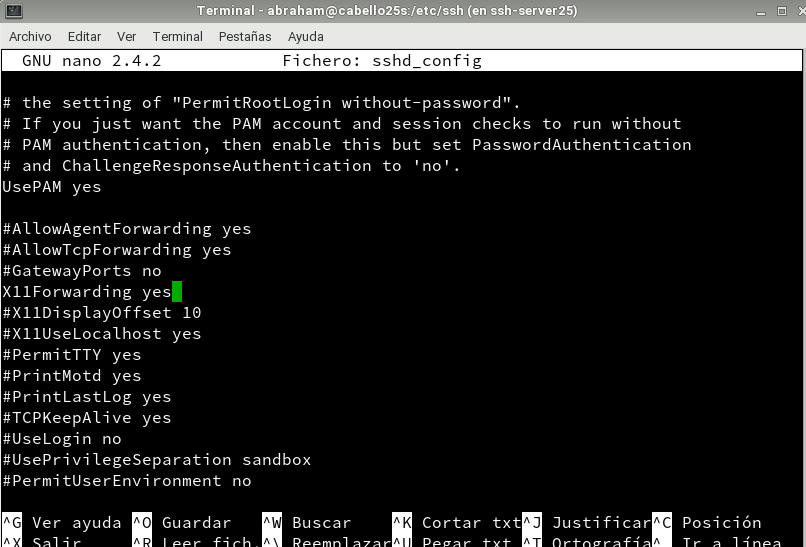 Terminal - abraham@cabello25s:/etc/ssh (en ssh-server25)
Archivo Editar Ver Terminal Pestañas Ayuda
GNU nano 2.4.2 Fichero: sshd_config
# the setting of "PermitRootLogin without-password".
# If you just want the PAM account and session checks to run without
# PAM authentication, then enable this but set PasswordAuthentication
# and ChallengeResponseAuthentication to 'no'.
UsePAM yes
#AllowAgentForwarding yes
#AllowTcpForwarding yes
#GatewayPorts no
X11Forwarding yes
#X11DisplayOffset 10
#X11UseLocalhost yes
#PermitTTY yes
#PrintMotd yes
#PrintLastLog yes
#TCPKeepAlive yes
#UseLogin no
#UsePrivilegeSeparation sandbox
#PermitUserEnvironment no
^G Ver ayuda ^O Guardar ^W Buscar ^K Cortar txt^J Justificar^C Posición
^X Salir ^R Leer fich.^\ Reemplazar^U Pegar txt ^T Ortografía^_ Ir a línea